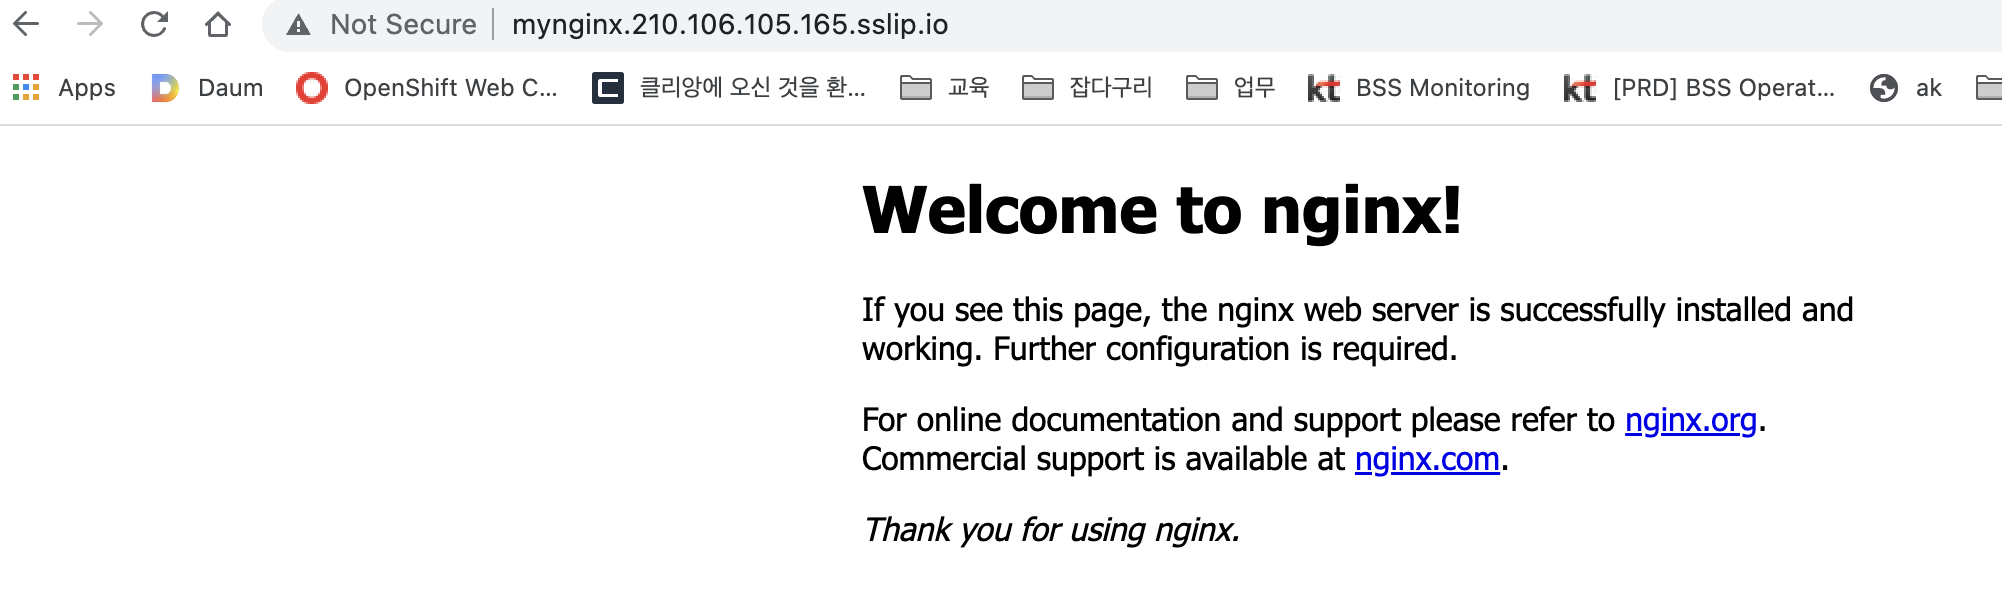 Not Secure mynginx.210.106.105.165.sslip.io
Apps Daum OpenShift Web C... 클리앙에 오신 것을 환... 교육 잡다구리 업무 kt BSS Monitoring kt [PRD] BSS Operat... ak
Welcome to nginx!
If you see this page, the nginx web server is successfully installed and
working. Further configuration is required.
For online documentation and support please refer to nginx.org.
Commercial support is available at nginx.com.
Thank you for using nginx.